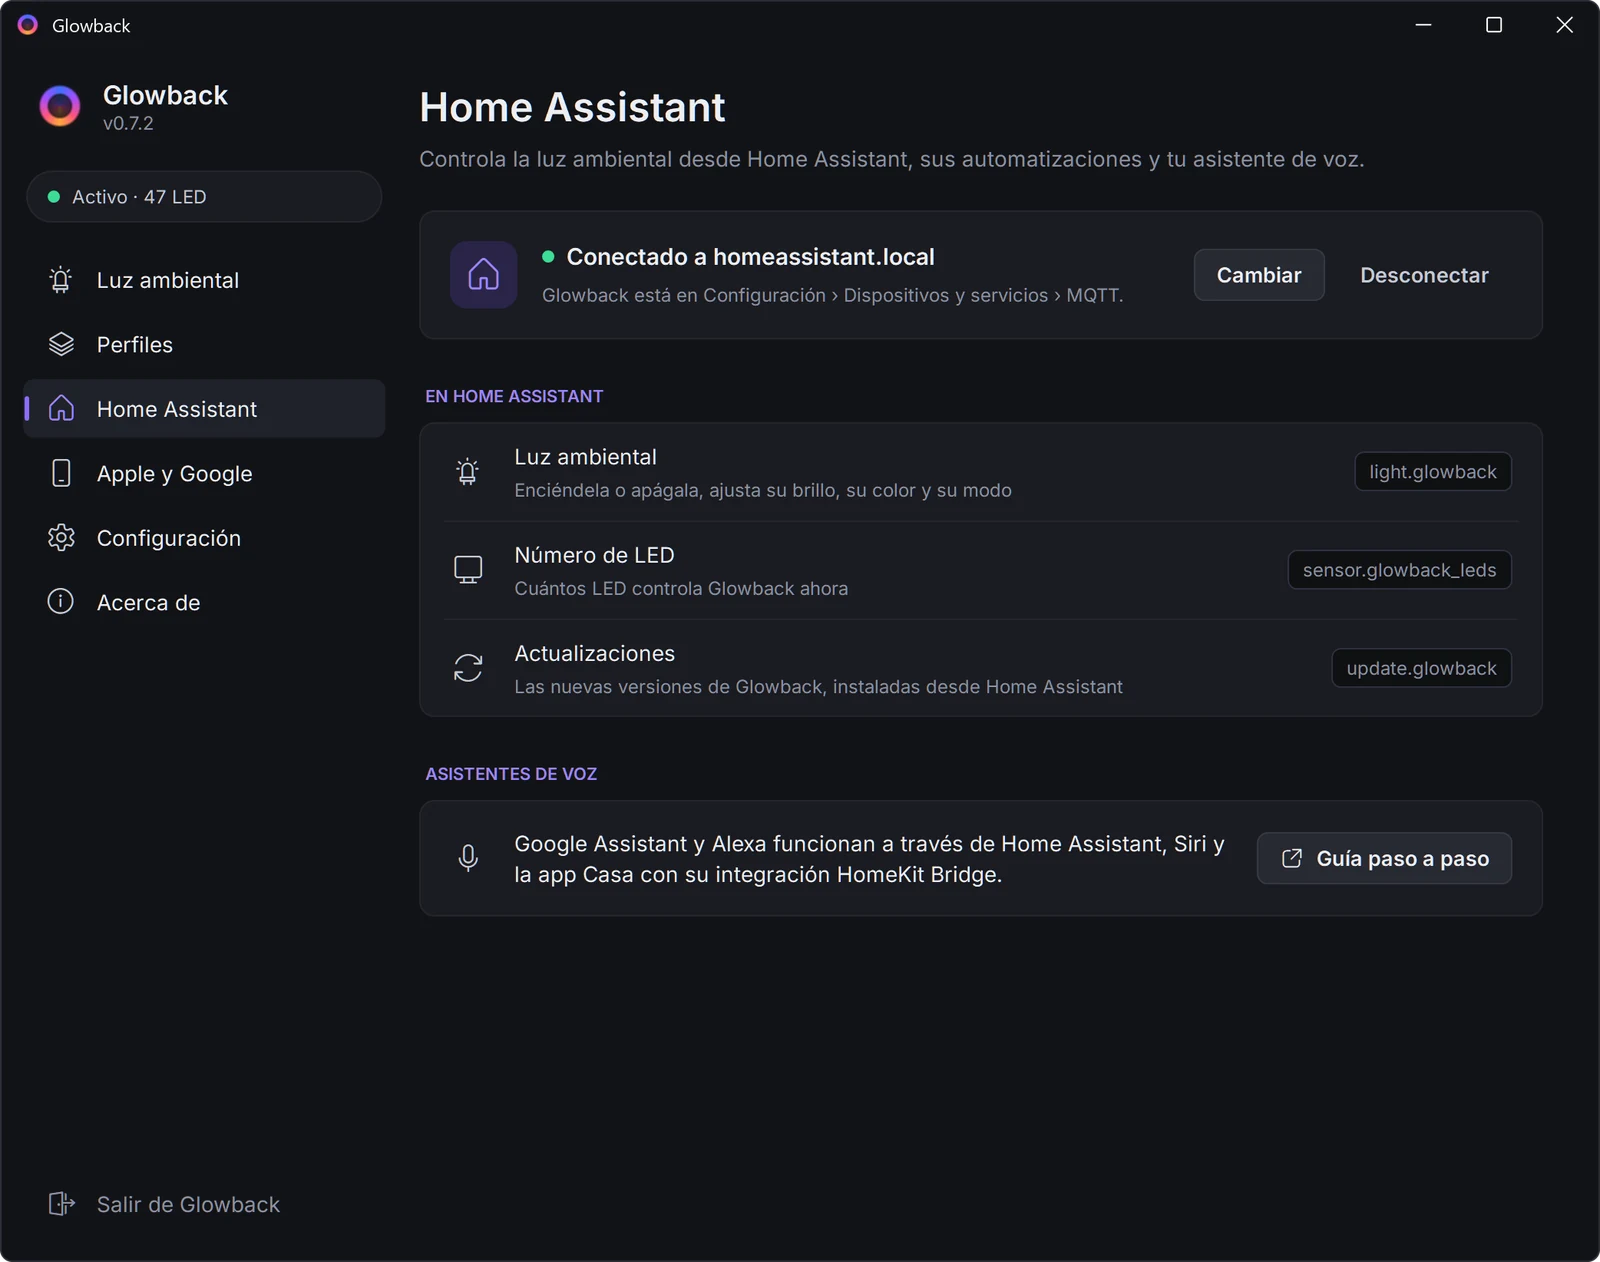 Glowback
Glowback
v0.7.2
Activo · 47 LED
Luz ambiental
Perfiles
Home Assistant
Apple y Google
Configuración
Acerca de
Salir de Glowback
Home Assistant
Controla la luz ambiental desde Home Assistant, sus automatizaciones y tu asistente de voz.
Conectado a homeassistant.local
Glowback está en Configuración › Dispositivos y servicios › MQTT.
Cambiar
Desconectar
EN HOME ASSISTANT
Luz ambiental
Enciéndela o apágala, ajusta su brillo, su color y su modo
light.glowback
Número de LED
Cuántos LED controla Glowback ahora
sensor.glowback_leds
Actualizaciones
Las nuevas versiones de Glowback, instaladas desde Home Assistant
update.glowback
ASISTENTES DE VOZ
Google Assistant y Alexa funcionan a través de Home Assistant, Siri y
la app Casa con su integración HomeKit Bridge.
Guía paso a paso